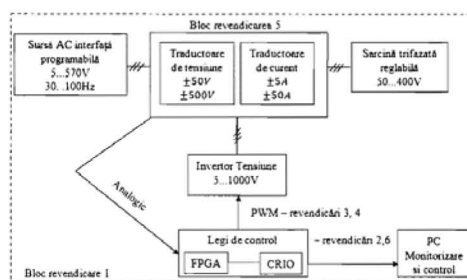 Bloc revendicarea 5
Sursă AC interfață
programabilă
5...570V
30. .100Hz
Traductoare
de tensiune
±50V
±500V
Traductoare
de curent
±5A
±50A
Sarcină trifazată
reglabilă
50...400V
Analogic
Invertor Tensiune
5...1000V
PWM – revendicări 3, 4
Legi de control
FPGA
CRIO
– revendicări 2,6
PC
Monitorizare
si control
Bloc revendicare 1